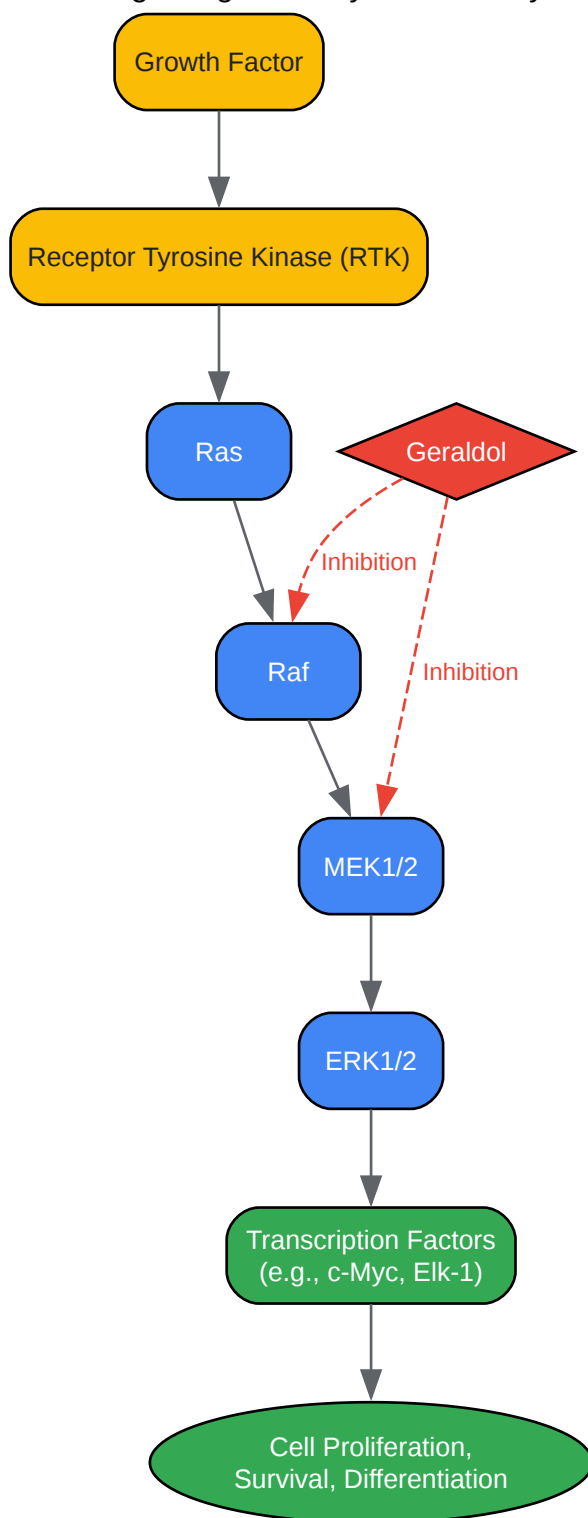 Growth Factor
Receptor Tyrosine Kinase (RTK)
Ras
Geraldol
Inhibition
Raf
Inhibition
MEK1/2
ERK1/2
Transcription Factors
(e.g., c-Myc, Elk-1)
Cell Proliferation,
Survival, Differentiation